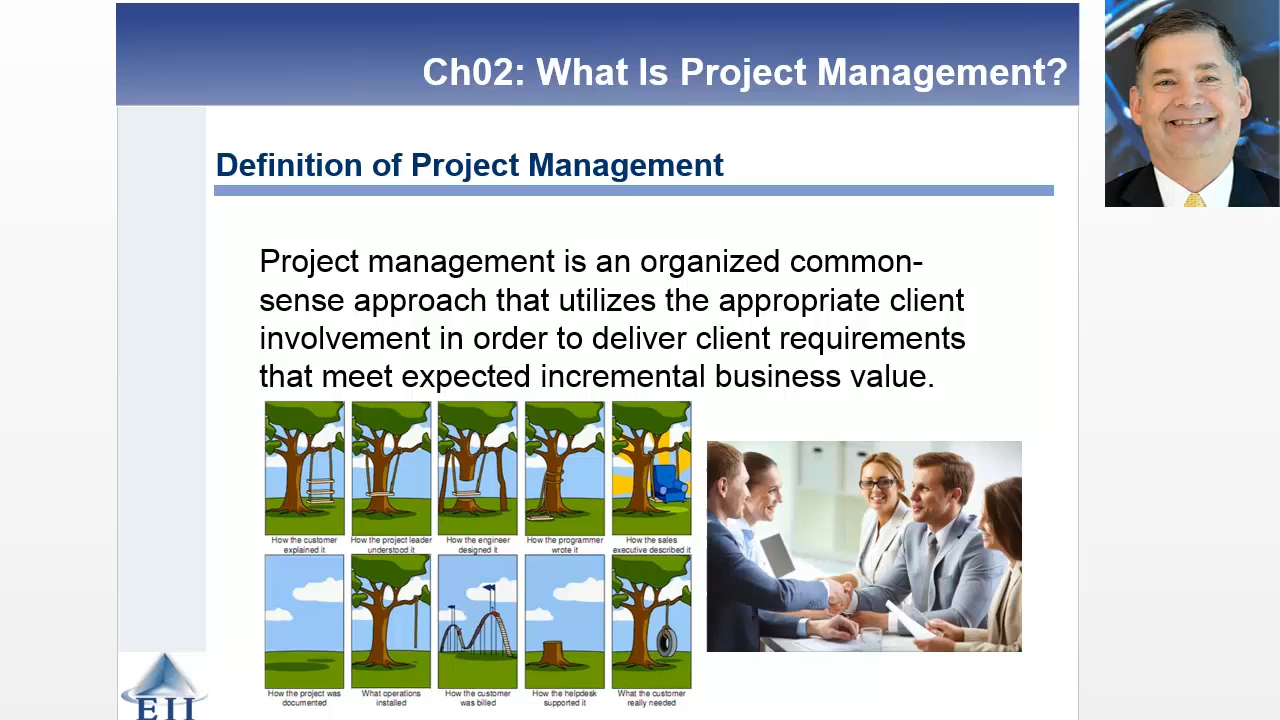 Ch02: What Is Project Management?
Definition of Project Management
Project management is an organized common-
sense approach that utilizes the appropriate client
involvement in order to deliver client requirements
that meet expected incremental business value.
How the customer
explained it
How the project leader
understood it
How the engineer
designed it
How the programmer
wrote it
How the sales
executive described it
How the project was
documented
What operations
installed
How the customer
was billed
How the helpdesk
supported it
What the customer
really needed
EII